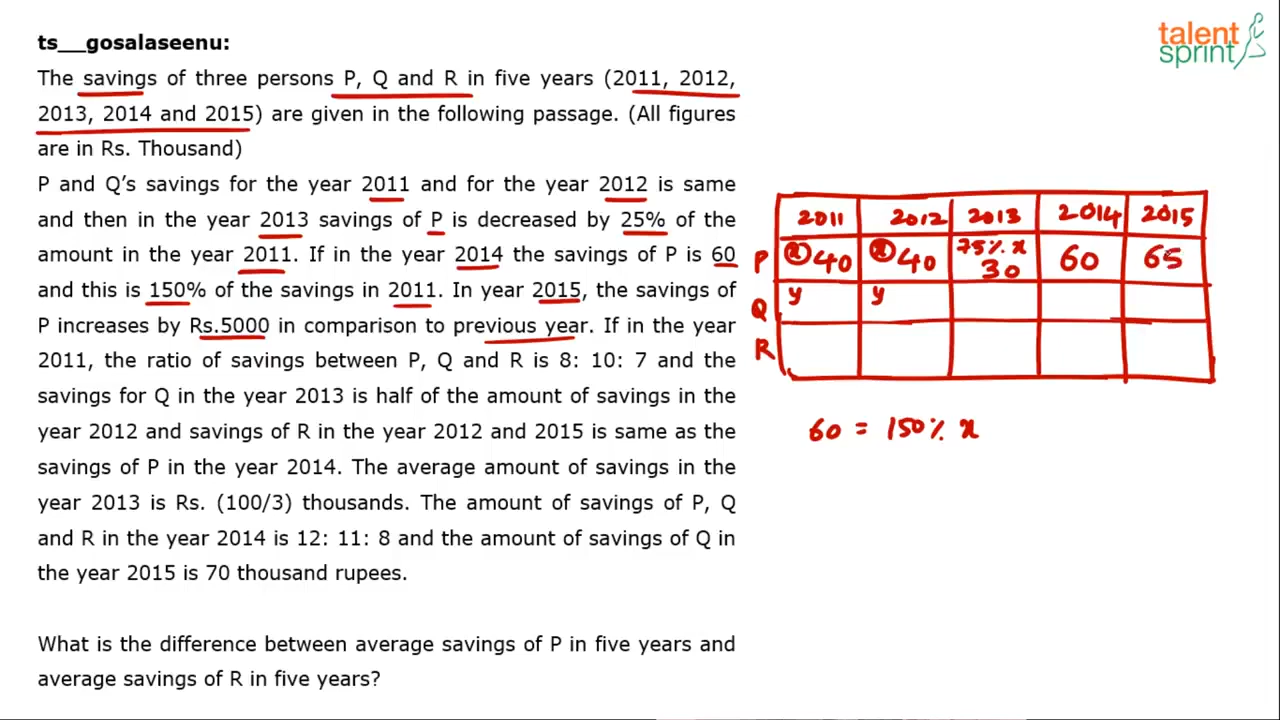 talent
sprint
ts__gosalaseenu:
The savings of three persons P, Q and R in five years (2011, 2012,
2013, 2014 and 2015) are given in the following passage. (All figures
are in Rs. Thousand)
P and Q's savings for the year 2011 and for the year 2012 is same
and then in the year 2013 savings of P is decreased by 25% of the
amount in the year 2011. If in the year 2014 the savings of P is 60
and this is 150% of the savings in 2011. In year 2015, the savings of
P increases by Rs.5000 in comparison to previous year. If in the year
2011, the ratio of savings between P, Q and R is 8: 10: 7 and the
savings for Q in the year 2013 is half of the amount of savings in the
year 2012 and savings of R in the year 2012 and 2015 is same as the
savings of P in the year 2014. The average amount of savings in the
year 2013 is Rs. (100/3) thousands. The amount of savings of P, Q
and R in the year 2014 is 12: 11: 8 and the amount of savings of Q in
the year 2015 is 70 thousand rupees.
What is the difference between average savings of P in five years and
average savings of R in five years?
2011 2012 2013 2014 2015
P x 40 x 40 75% x 30 60 65
Q y y
R
60 = 150% x